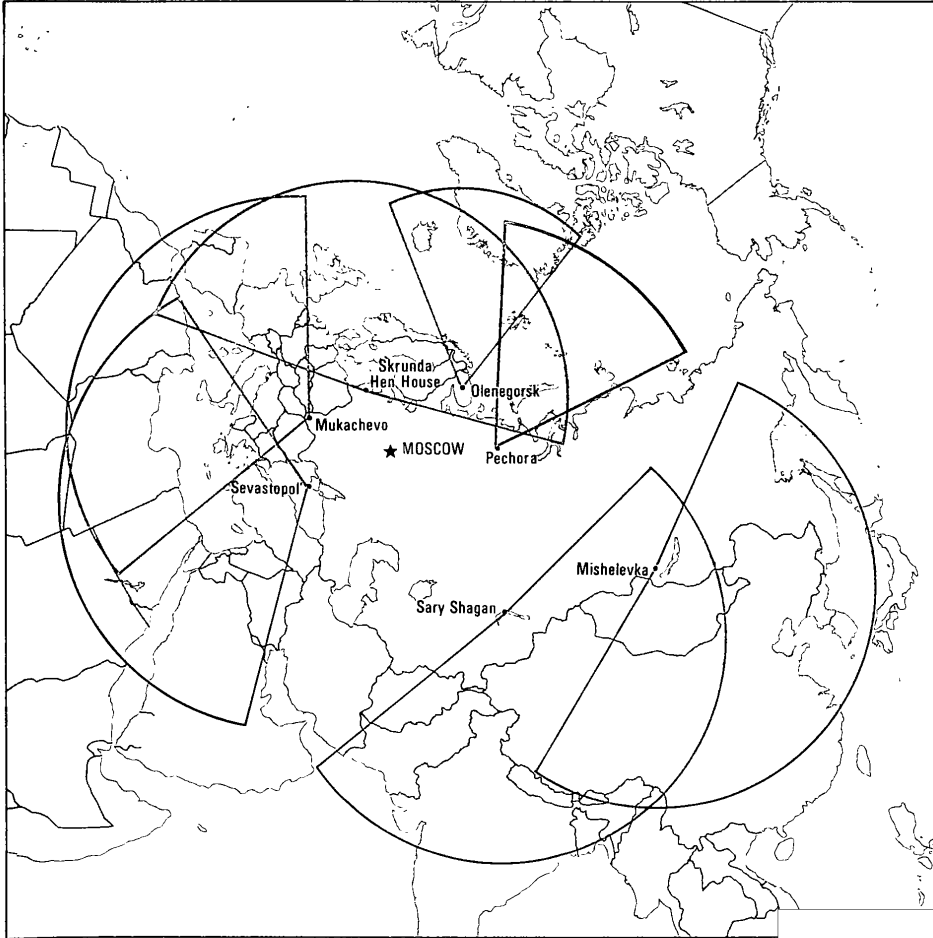 Skrunda
Hen House
Olenegorsk
Mukachevo
★ MOSCOW
Pechora
Sevastopol'
Mishelevka
Sary Shagan